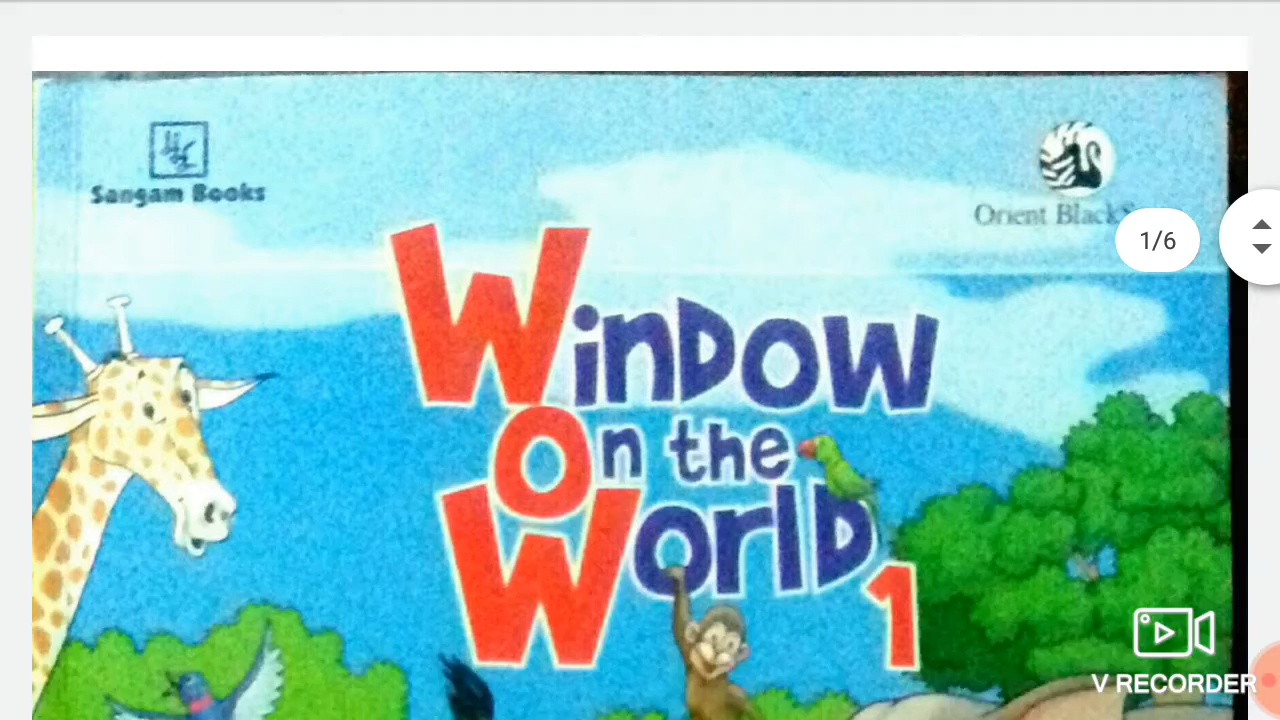 Sangam Books
Orient Black
1/6
Window
on the
World
1
V RECORDER